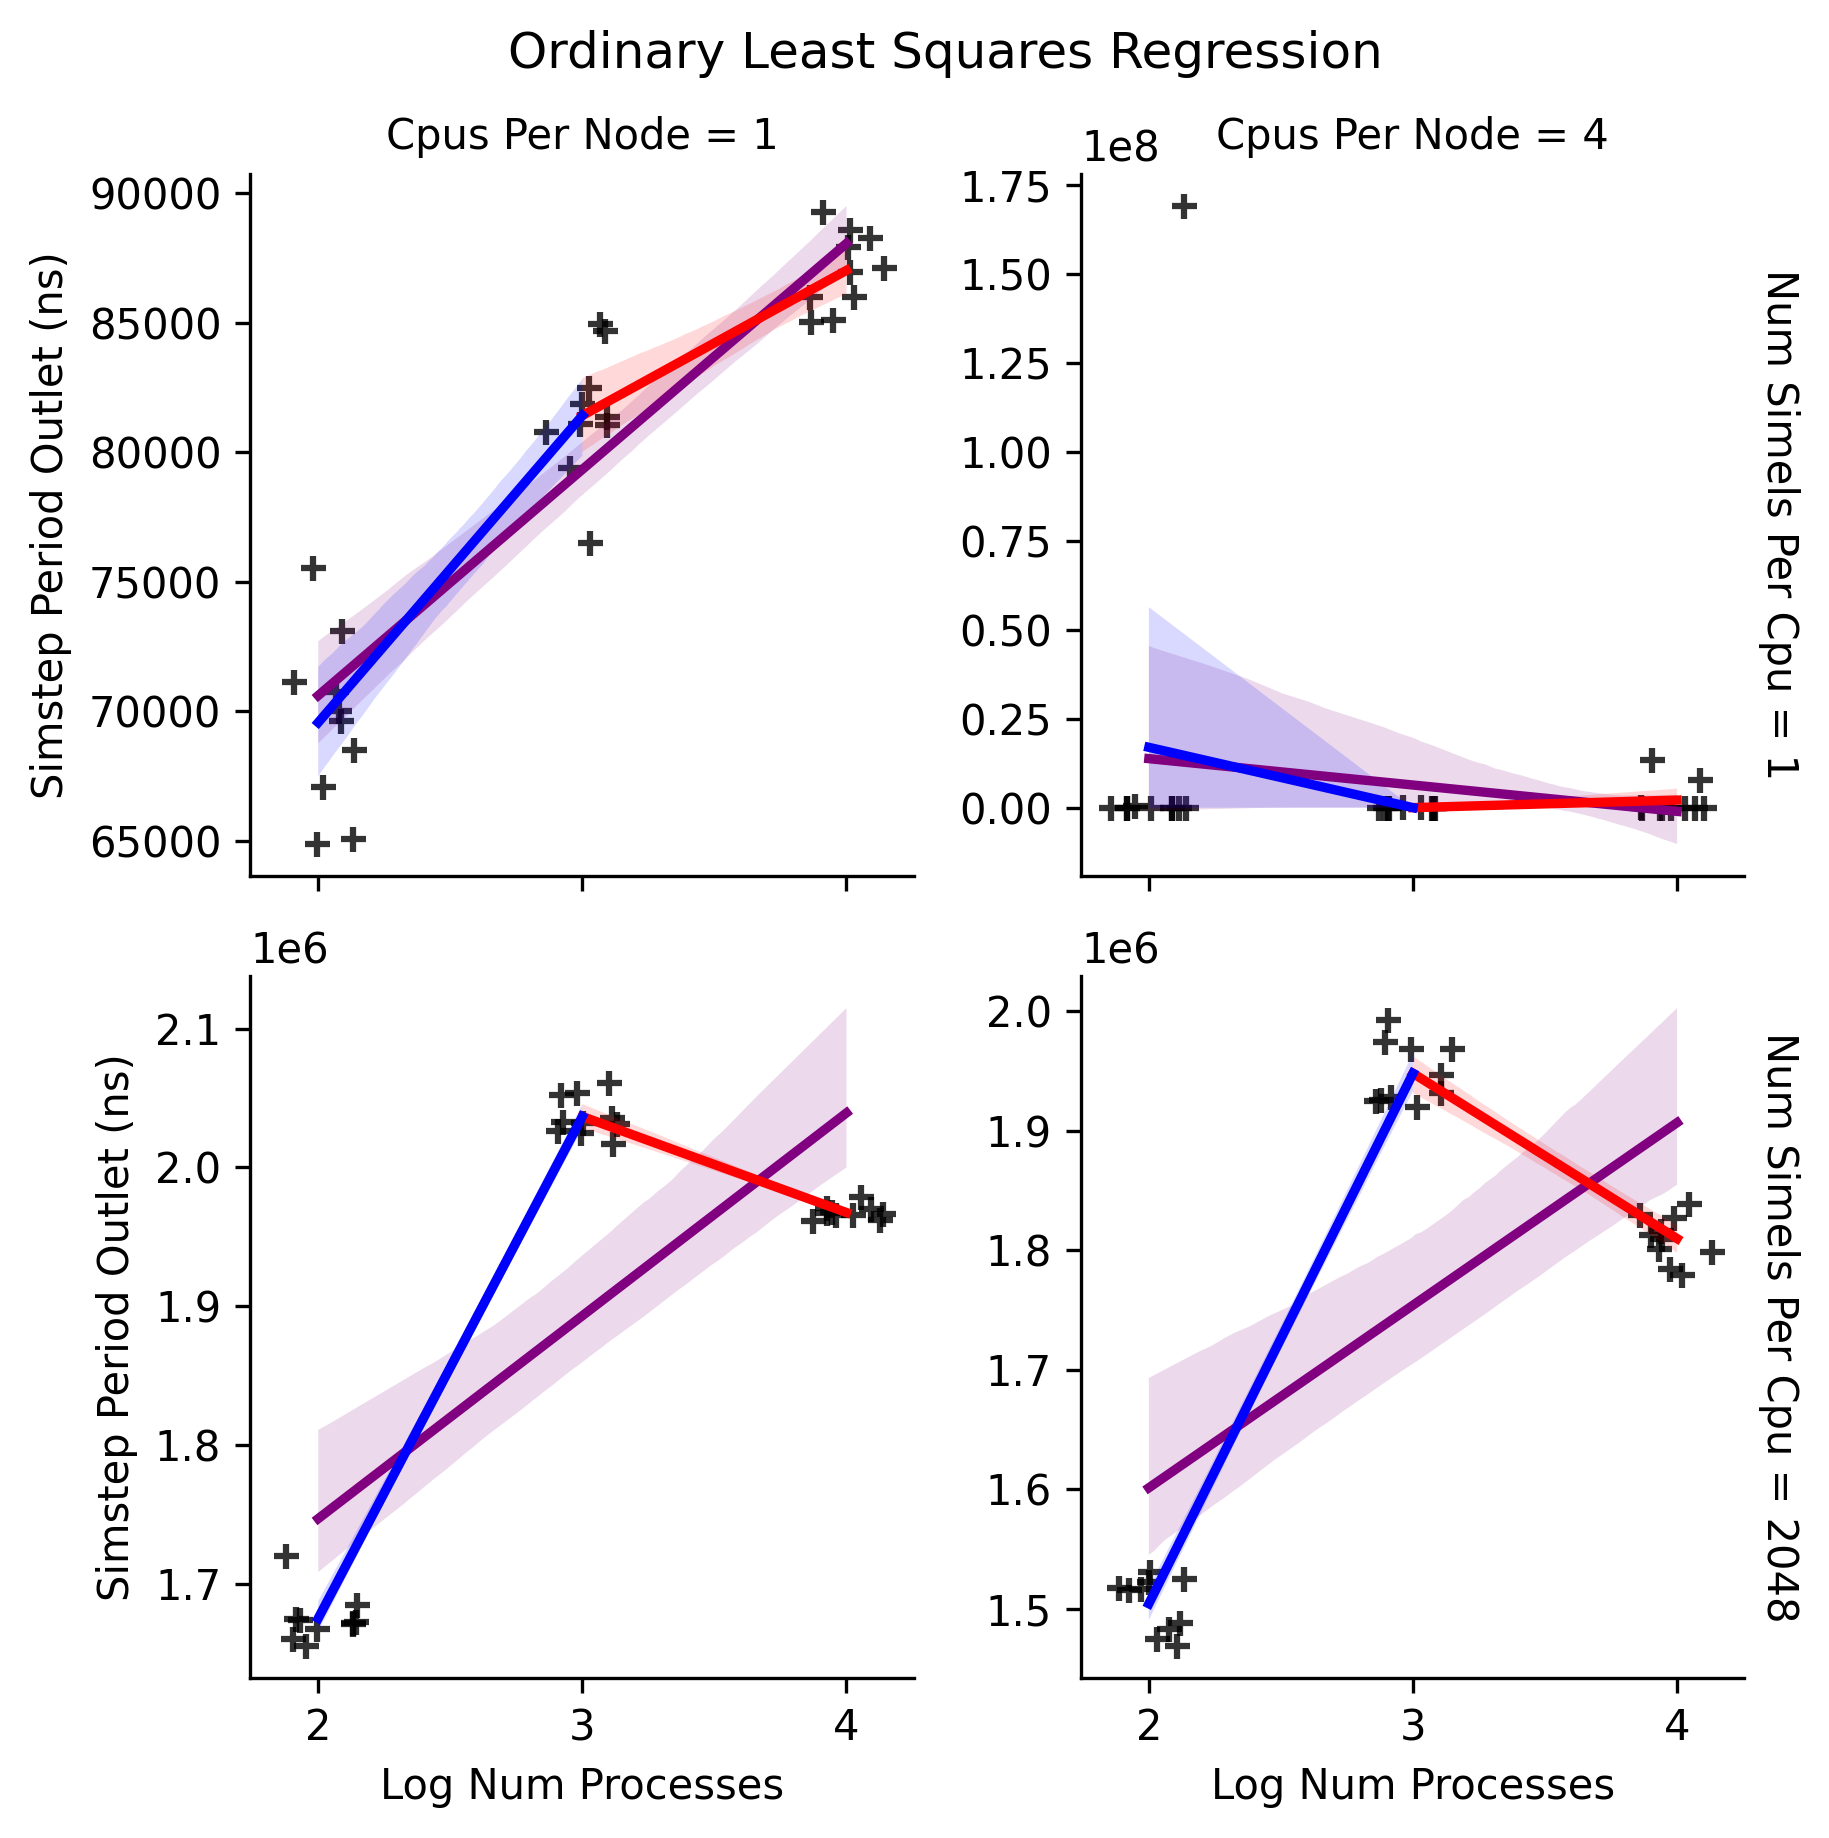 Ordinary Least Squares Regression
Cpus Per Node = 1
Cpus Per Node = 4
1e8
90000
85000
80000
75000
70000
65000
Simstep Period Outlet (ns)
1.75
1.50
1.25
1.00
0.75
0.50
0.25
0.00
Num Simels Per Cpu = 1
1e6
2.1
2.0
1.9
1.8
1.7
Simstep Period Outlet (ns)
2
3
4
Log Num Processes
1e6
2.0
1.9
1.8
1.7
1.6
1.5
2
3
4
Log Num Processes
Num Simels Per Cpu = 2048